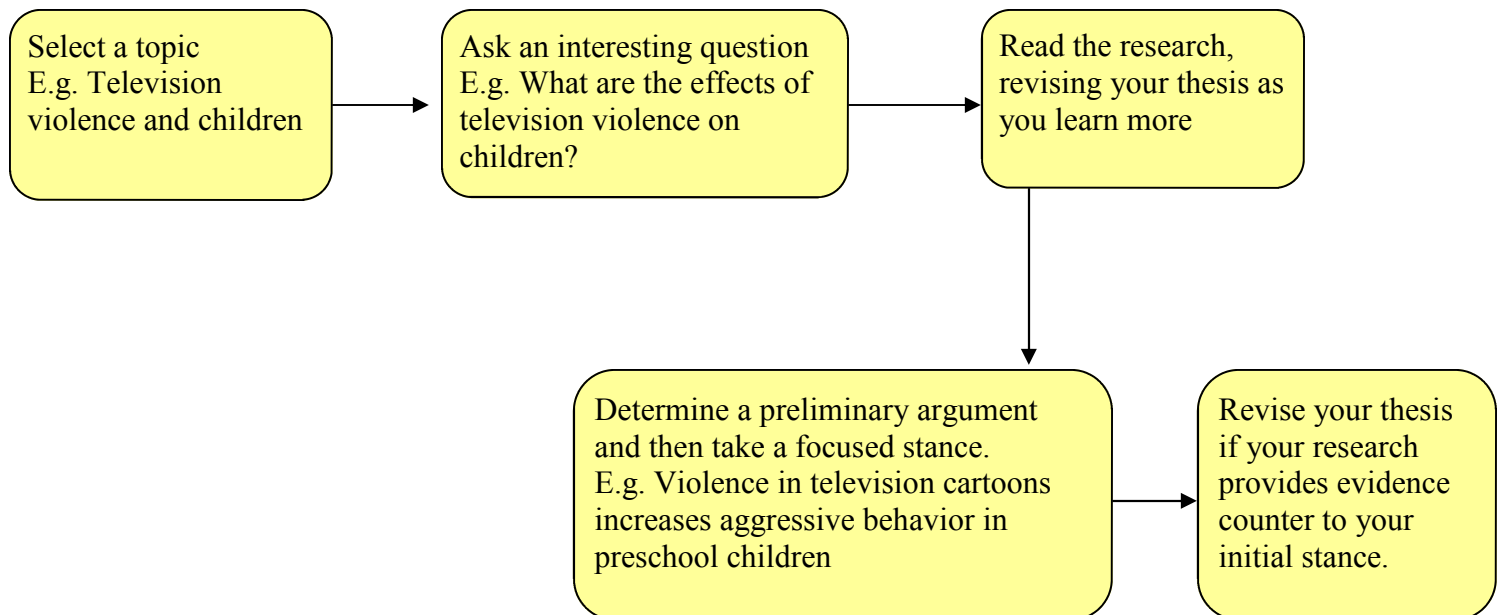 Select a topic
E.g. Television
violence and children
Ask an interesting question
E.g. What are the effects of
television violence on
children?
Read the research,
revising your thesis as
you learn more
Determine a preliminary argument
and then take a focused stance.
E.g. Violence in television cartoons
increases aggressive behavior in
preschool children
Revise your thesis
if your research
provides evidence
counter to your
initial stance.